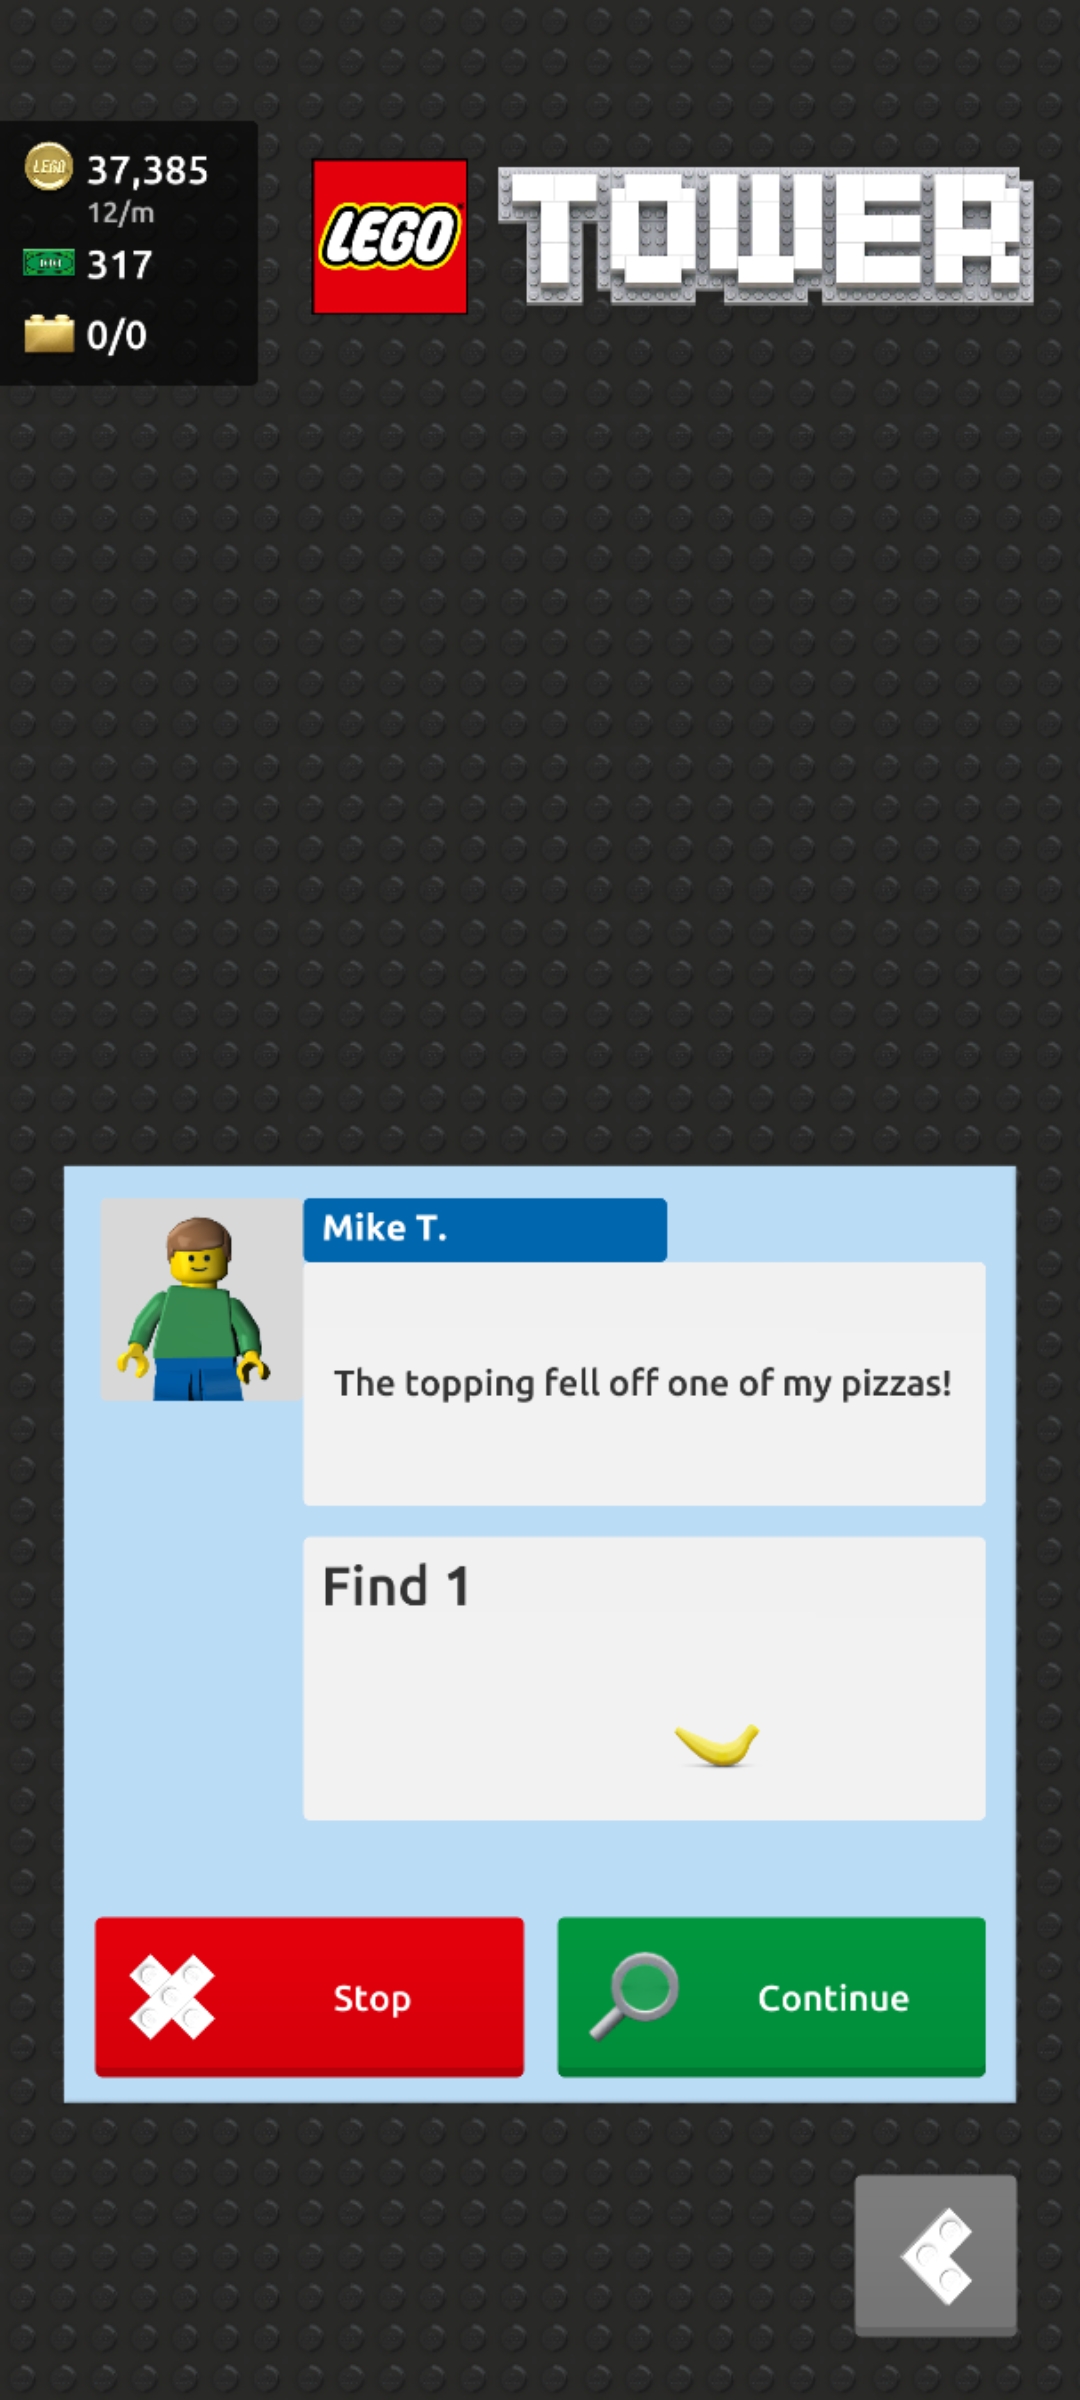 LEGO
37,385
12/m
317
0/0
LEGO
TOWER
Mike T.
The topping fell off one of my pizzas!
Find 1
Stop
Continue